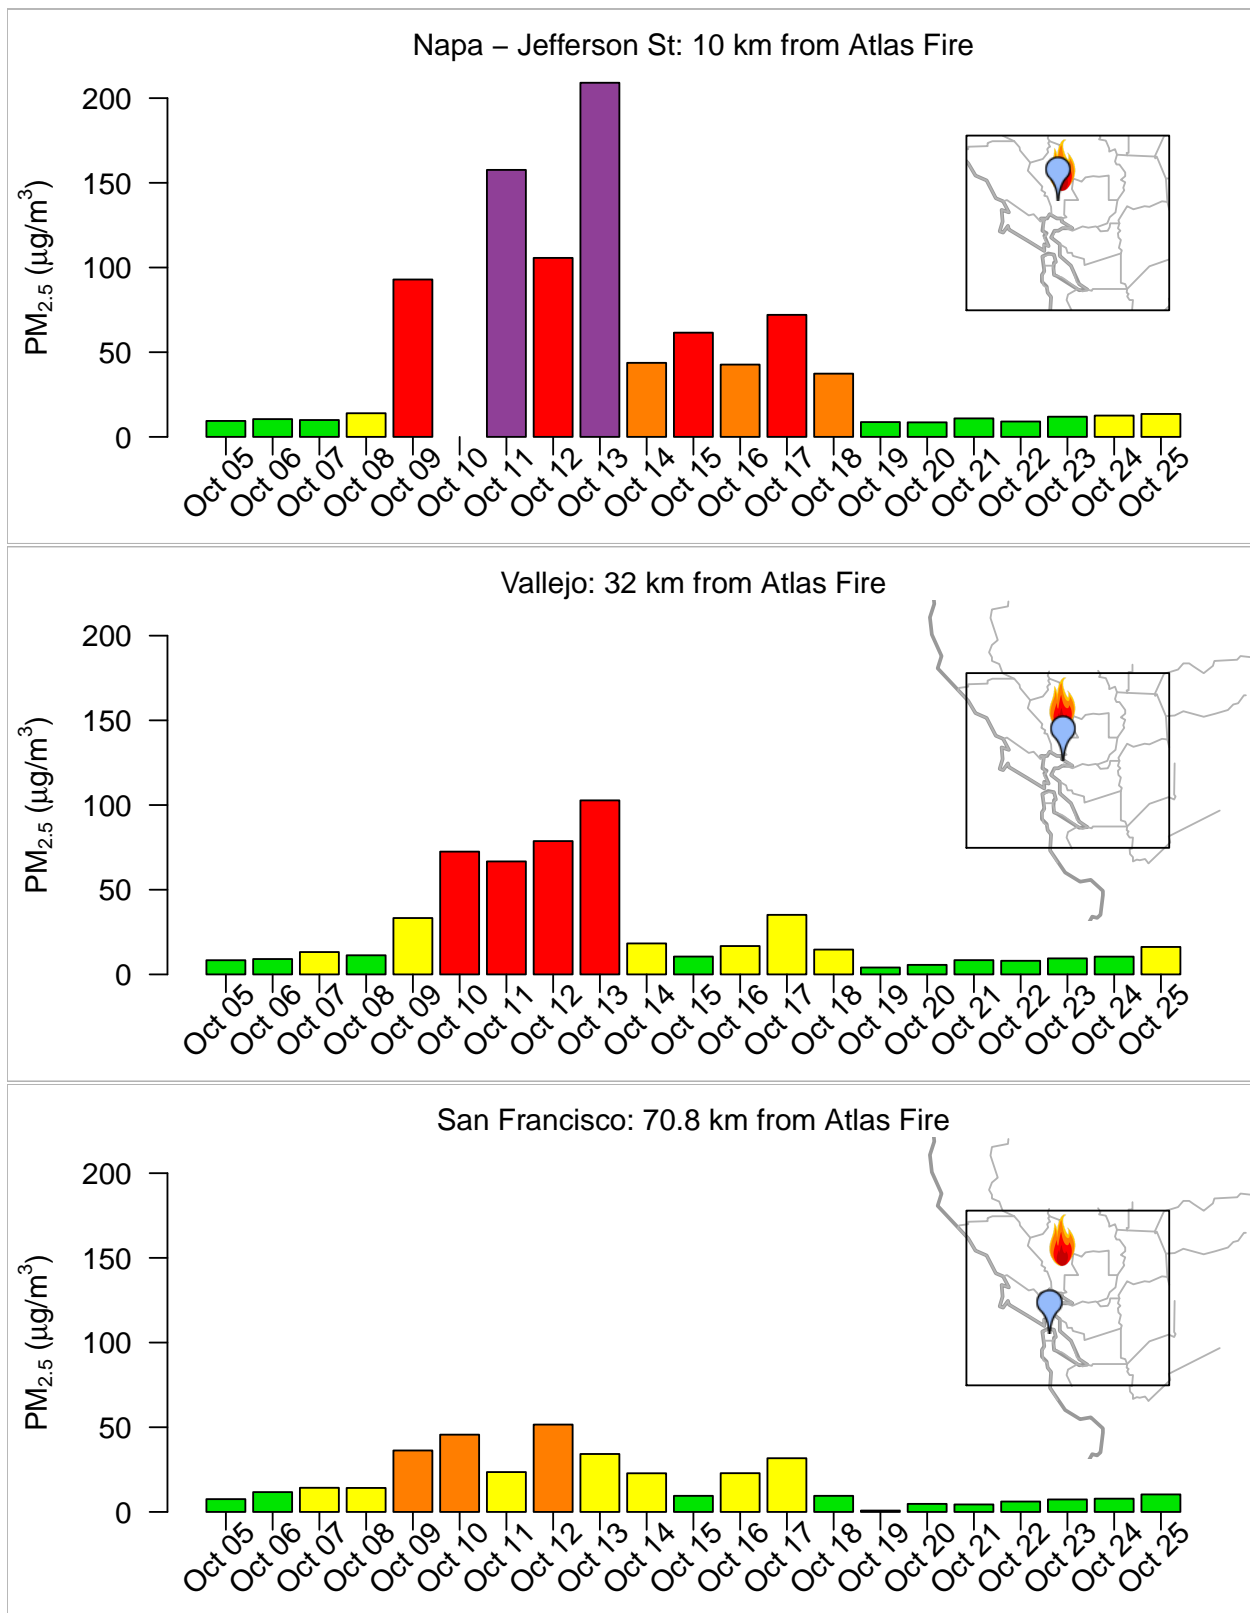 Napa – Jefferson St: 10 km from Atlas Fire
PM2.5 (µg/m³)
200
150
100
50
0
Oct 05 Oct 06 Oct 07 Oct 08 Oct 09 Oct 10 Oct 11 Oct 12 Oct 13 Oct 14 Oct 15 Oct 16 Oct 17 Oct 18 Oct 19 Oct 20 Oct 21 Oct 22 Oct 23 Oct 24 Oct 25
Vallejo: 32 km from Atlas Fire
PM2.5 (µg/m³)
200
150
100
50
0
Oct 05 Oct 06 Oct 07 Oct 08 Oct 09 Oct 10 Oct 11 Oct 12 Oct 13 Oct 14 Oct 15 Oct 16 Oct 17 Oct 18 Oct 19 Oct 20 Oct 21 Oct 22 Oct 23 Oct 24 Oct 25
San Francisco: 70.8 km from Atlas Fire
PM2.5 (µg/m³)
200
150
100
50
0
Oct 05 Oct 06 Oct 07 Oct 08 Oct 09 Oct 10 Oct 11 Oct 12 Oct 13 Oct 14 Oct 15 Oct 16 Oct 17 Oct 18 Oct 19 Oct 20 Oct 21 Oct 22 Oct 23 Oct 24 Oct 25